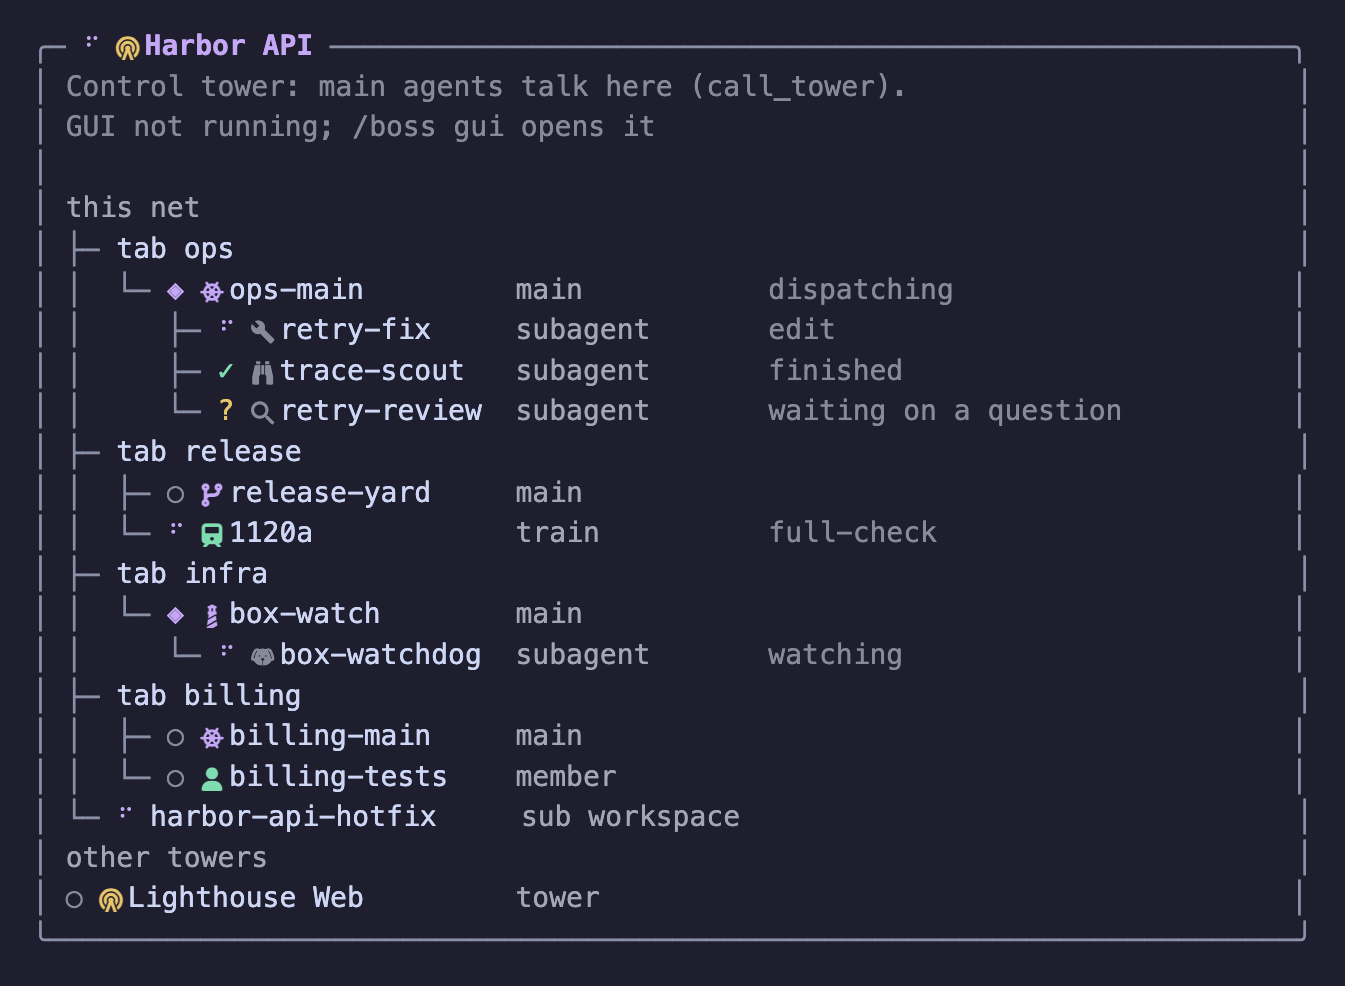 Harbor API
Control tower: main agents talk here (call_tower).
GUI not running; /boss gui opens it
this net
tab ops
ops-main main dispatching
retry-fix subagent edit
✓ trace-scout subagent finished
? retry-review subagent waiting on a question
tab release
release-yard main
1120a train full-check
tab infra
box-watch main
box-watchdog subagent watching
tab billing
billing-main main
billing-tests member
harbor-api-hotfix sub workspace
other towers
Lighthouse Web tower